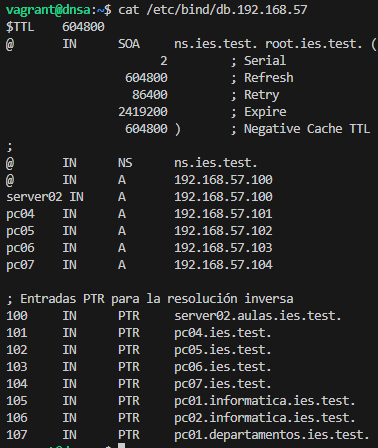 vagrant@dnsa:~$ cat /etc/bind/db.192.168.57
$TTL    604800
@       IN      SOA     ns.ies.test. root.ies.test. (
                              2         ; Serial
                         604800         ; Refresh
                          86400         ; Retry
                        2419200         ; Expire
                         604800 )       ; Negative Cache TTL
;
@       IN      NS      ns.ies.test.
@       IN      A       192.168.57.100
server02 IN     A       192.168.57.100
pc04    IN      A       192.168.57.101
pc05    IN      A       192.168.57.102
pc06    IN      A       192.168.57.103
pc07    IN      A       192.168.57.104

; Entradas PTR para la resolución inversa
100     IN      PTR     server02.aulas.ies.test.
101     IN      PTR     pc04.ies.test.
102     IN      PTR     pc05.ies.test.
103     IN      PTR     pc06.ies.test.
104     IN      PTR     pc07.ies.test.
105     IN      PTR     pc01.informatica.ies.test.
106     IN      PTR     pc02.informatica.ies.test.
107     IN      PTR     pc01.departamentos.ies.test.